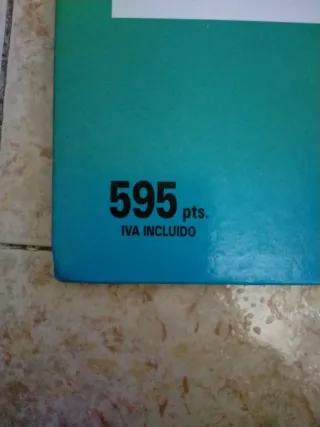 595 pts.
IVA INCLUIDO